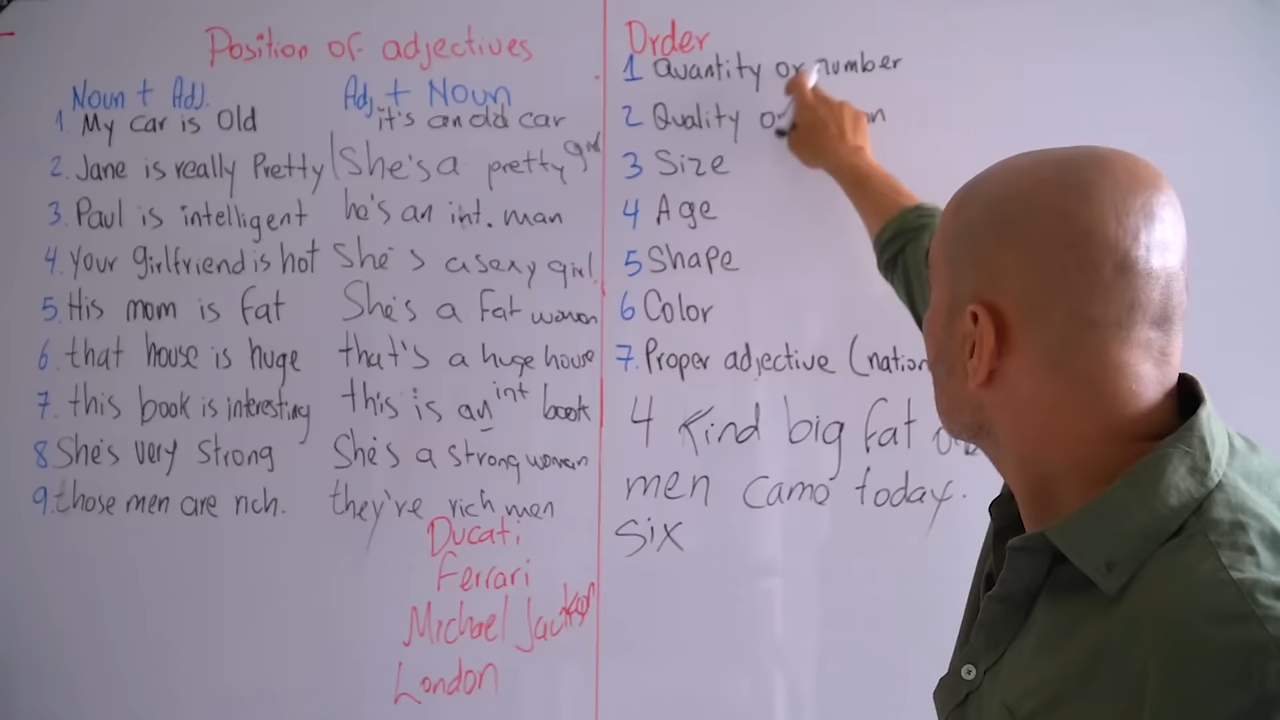 Position of adjectives
Noun + Adj.
1. My car is Old
2. Jane is really Pretty
3. Paul is intelligent
4. Your girlfriend is hot
5. His mom is fat
6. that house is huge
7. this book is interesting
8 She's very strong
9. those men are rich.
Adj + Noun
it's an old car
She's a pretty girl
he's an int. man
She's a sexy girl
She's a fat woman
that's a huge house
this is an int book
She's a strong woman
they're rich men
Ducati
Ferrari
Michael Jackson
London
Order
1 Quantity or number
2 Quality
3 Size
4 Age
5 Shape
6 Color
7. Proper adjective (nation
4 Kind big fat
men came today.
Six